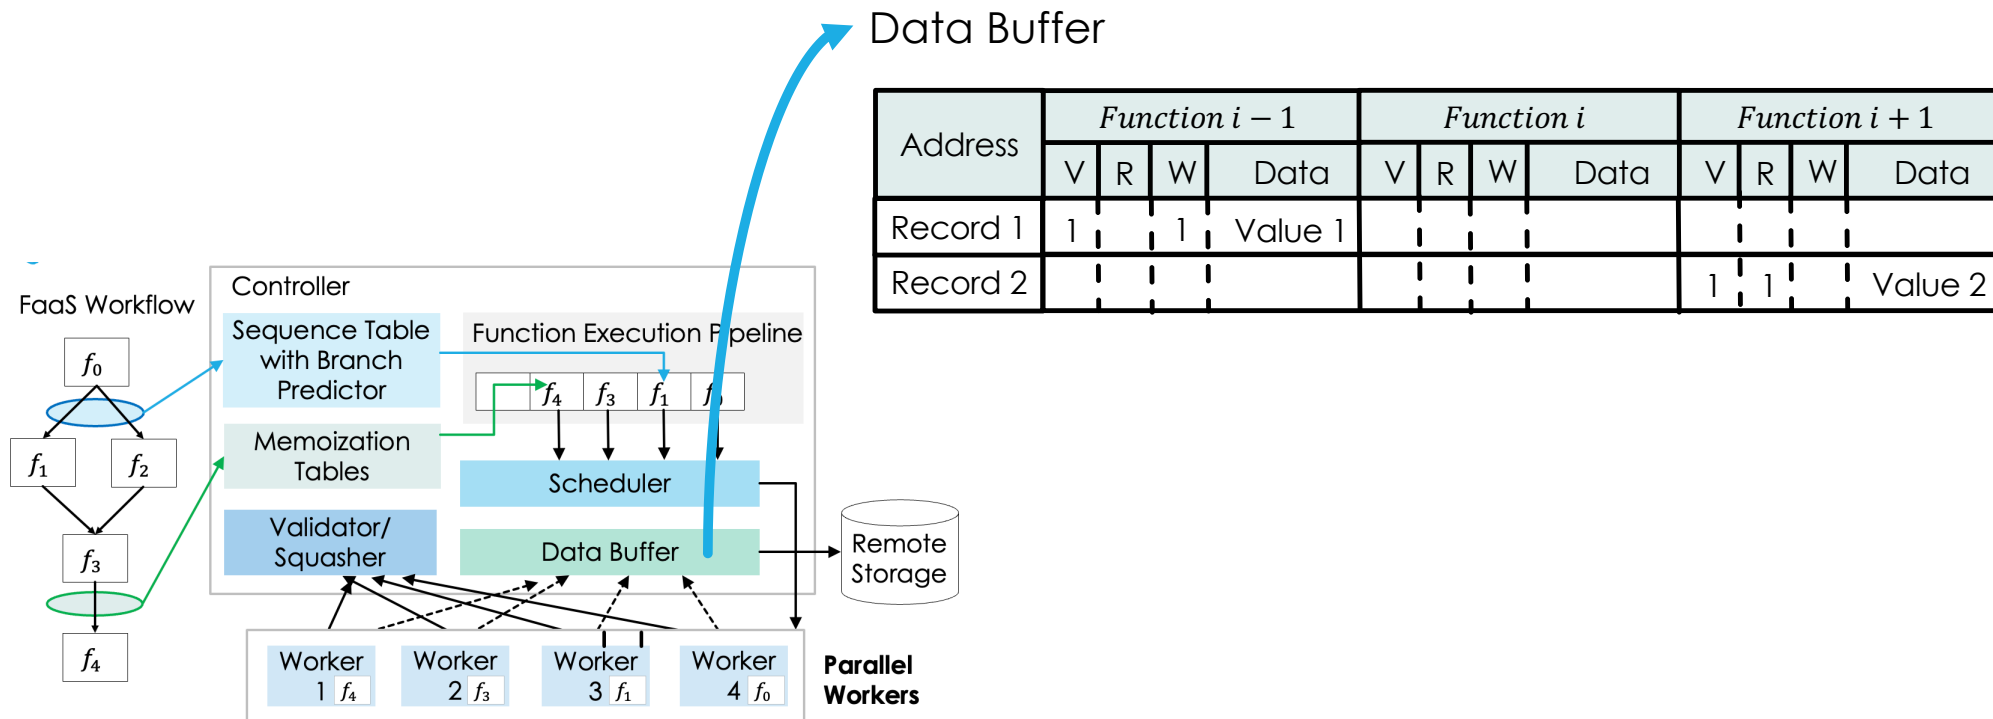 Data Buffer
Address
Function i − 1
Function i
Function i + 1
V R W Data V R W Data V R W Data
Record 1 1 1 Value 1
Record 2 1 1 Value 2
FaaS Workflow
f0
f1 f2
f3
f4
Controller
Sequence Table
with Branch
Predictor
Function Execution Pipeline
f4 f3 f1 f0
Memoization
Tables
Scheduler
Validator/
Squasher
Data Buffer
Remote
Storage
Worker
1 f4
Worker
2 f3
Worker
3 f1
Worker
4 f0
Parallel
Workers